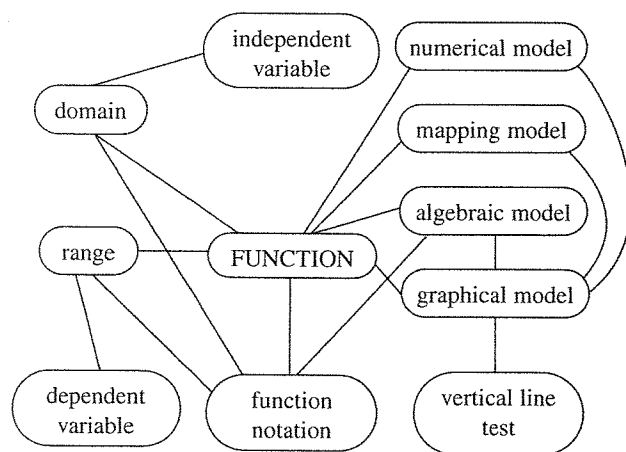 independent
variable
numerical model
domain
mapping model
algebraic model
range
FUNCTION
graphical model
dependent
variable
function
notation
vertical line
test